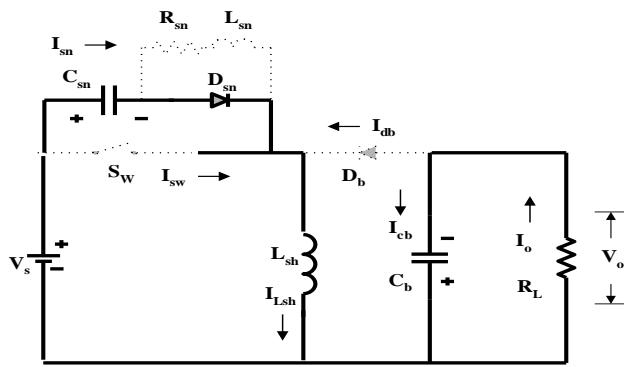 R_sn L_sn
I_sn
C_sn D_sn
+ −
I_db
S_W I_sw D_b
V_s + −
L_sh
I_Lsh
I_cb −
C_b +
I_o
R_L
V_o